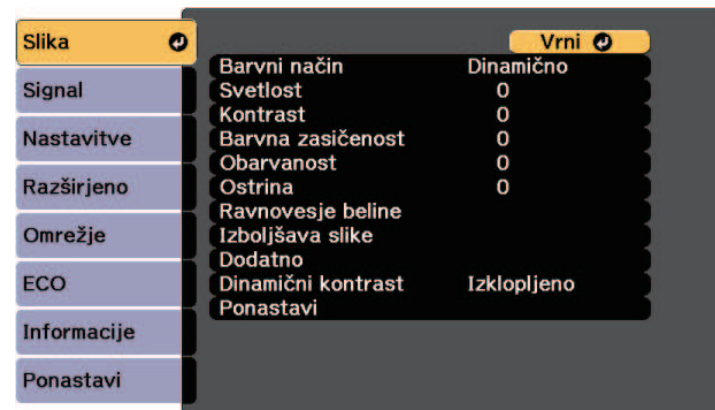 Slika
Signal
Nastavitve
Razširjeno
Omrežje
ECO
Informacije
Ponastavi
Vrni
Barvni način Dinamično
Svetlost 0
Kontrast 0
Barvna zasičenost 0
Obarvanost 0
Ostrina 0
Ravnovesje beline
Izboljšava slike
Dodatno
Dinamični kontrast Izklopljeno
Ponastavi